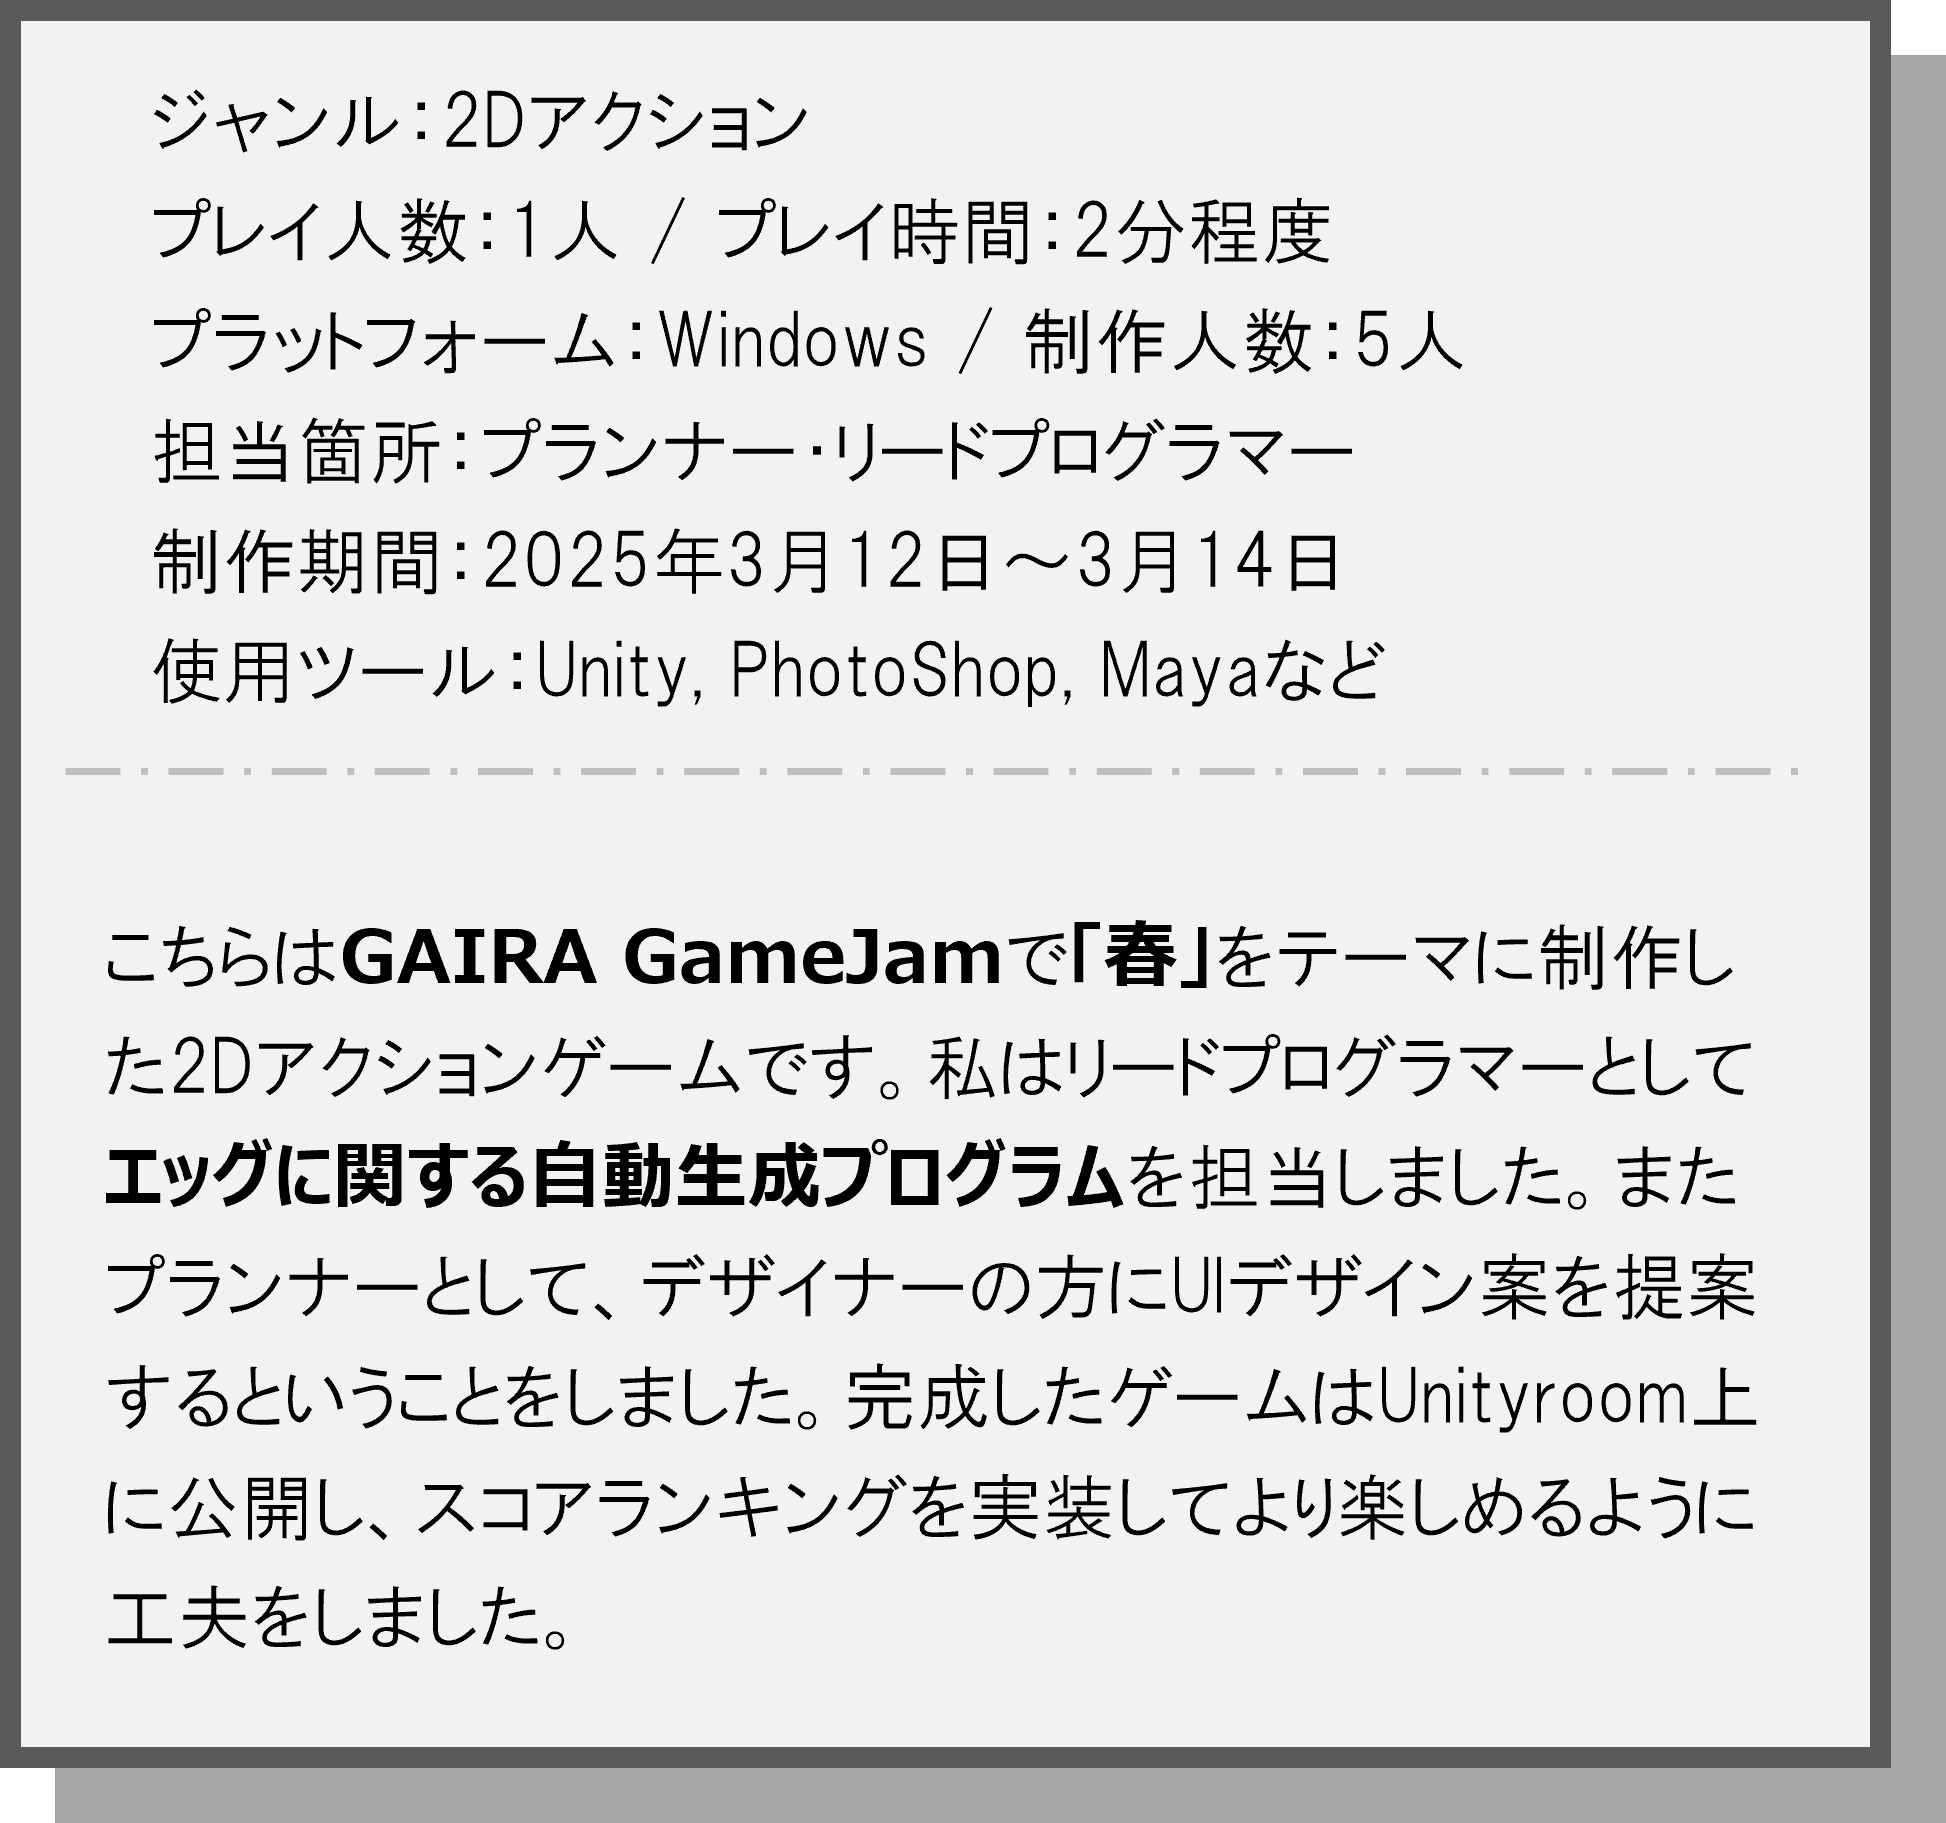 ジャンル：2Dアクション
プレイ人数：1人 / プレイ時間：2分程度
プラットフォーム：Windows / 制作人数：5人
担当箇所：プランナー・リードプログラマー
制作期間：2025年3月12日～3月14日
使用ツール：Unity, PhotoShop, Mayaなど
こちらはGAIRA GameJamで「春」をテーマに制作し
た2Dアクションゲームです。私はリードプログラマーとして
エッグに関する自動生成プログラムを担当しました。また
プランナーとして、デザイナーの方にUIデザイン案を提案
するということをしました。完成したゲームはUnityroom上
に公開し、スコアランキングを実装してより楽しめるように
工夫をしました。